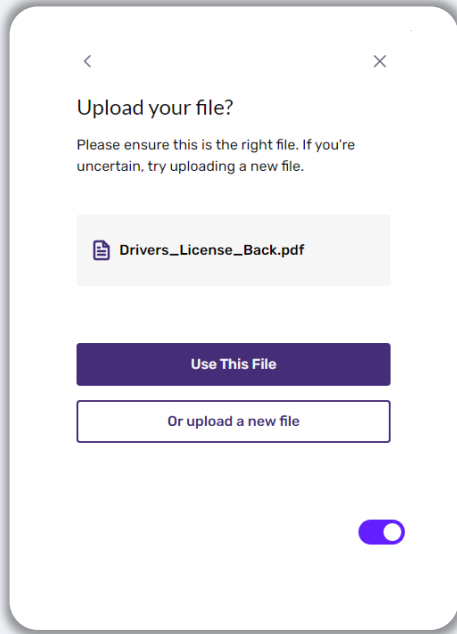 Upload your file?
Please ensure this is the right file. If you're
uncertain, try uploading a new file.
Drivers_License_Back.pdf
Use This File
Or upload a new file